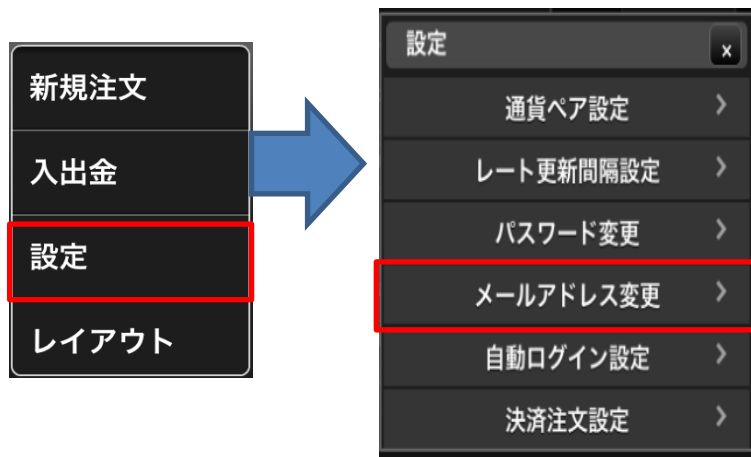 新規注文
入出金
設定
レイアウト
設定
x
通貨ペア設定
レート更新間隔設定
パスワード変更
メールアドレス変更
自動ログイン設定
決済注文設定